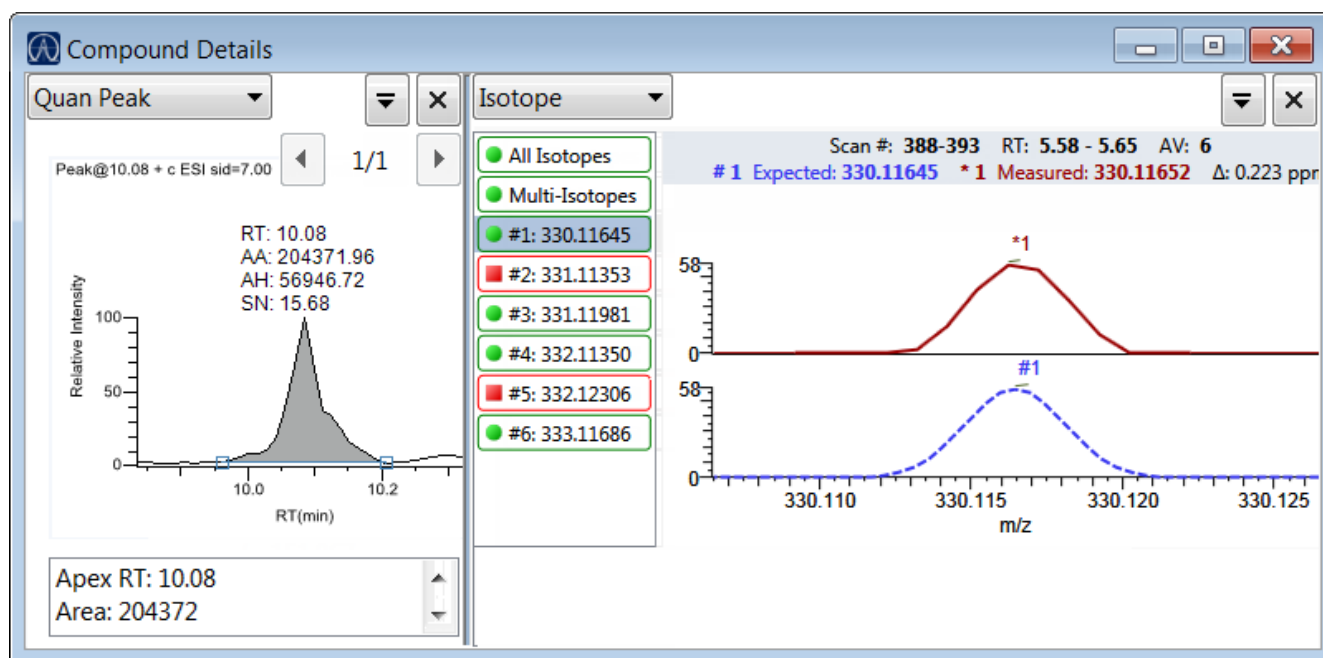 Compound Details
Quan Peak
Isotope
Peak@10.08 + c ESI sid=7.00
1/1
RT: 10.08
AA: 204371.96
AH: 56946.72
SN: 15.68
Relative Intensity
100
50
0
10.0 10.2
RT(min)
Apex RT: 10.08
Area: 204372
All Isotopes
Multi-Isotopes
#1: 330.11645
#2: 331.11353
#3: 331.11981
#4: 332.11350
#5: 332.12306
#6: 333.11686
Scan #: 388-393 RT: 5.58 - 5.65 AV: 6
# 1 Expected: 330.11645 * 1 Measured: 330.11652 Δ: 0.223 ppr
*1
58
0
#1
58
0
330.110 330.115 330.120 330.125
m/z